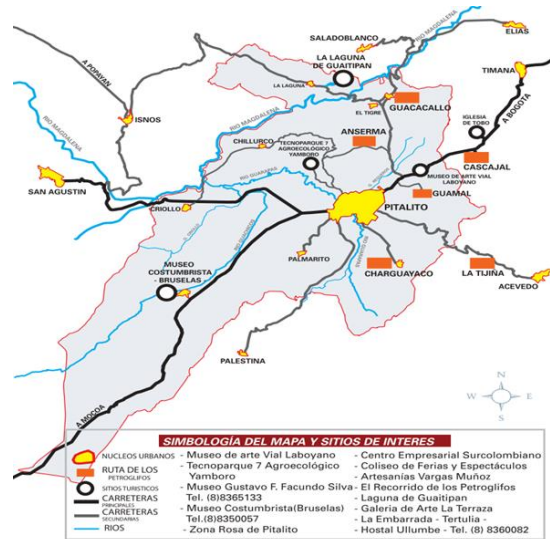 ELIAS
SALADOBLANCO
RIO MAGDALENA
LA LAGUNA
DE GUAITIPAN
TIMANA
A POPAYAN
LA LAGUNA
EL TIGRE
GUACACALLO
ISNOS
RIO MAGDALENA
RIO MAGDALENA
A BOGOTA
IGLESIA
DE TOBO
ANSERMA
CHILLURCO
TECNOPARQUE 7
AGROECOLÓGICO
YAMBORO
CASCAJAL
MUSEO DE ARTE VIAL
LABOYANO
SAN AGUSTIN
RIO GUARAPAS
GUAMAL
PITALITO
CRIOLLO
MUSEO
COSTUMBRISTA
- BRUSELAS
PALMARITO
CHARGUAYACO
LA TIJIÑA
ACEVEDO
PALESTINA
A MOCOA
N
W
E
S
SIMBOLOGÍA DEL MAPA Y SITIOS DE INTERES
NUCLEOS URBANOS
RUTA DE LOS
PETROGLIFOS
SITIOS TURISTICOS
CARRETERAS
PRINCIPALES
CARRETERAS
SECUNDARIAS
RIOS
- Museo de arte Vial Laboyano
- Tecnoparque 7 Agroecológico
Yamboro
- Museo Gustavo F. Facundo Silva
Tel. (8)8365133
- Museo Costumbrista(Bruselas)
Tel.(8)8350057
- Zona Rosa de Pitalito
- Centro Empresarial Surcolombiano
- Coliseo de Ferias y Espectáculos
- Artesanías Vargas Muñoz
- El Recorrido de los Petroglifos
- Laguna de Guaitipan
- Galería de Arte La Terraza
- La Embarrada - Tertulia -
- Hostal Ullumbe - Tel. (8) 8360082